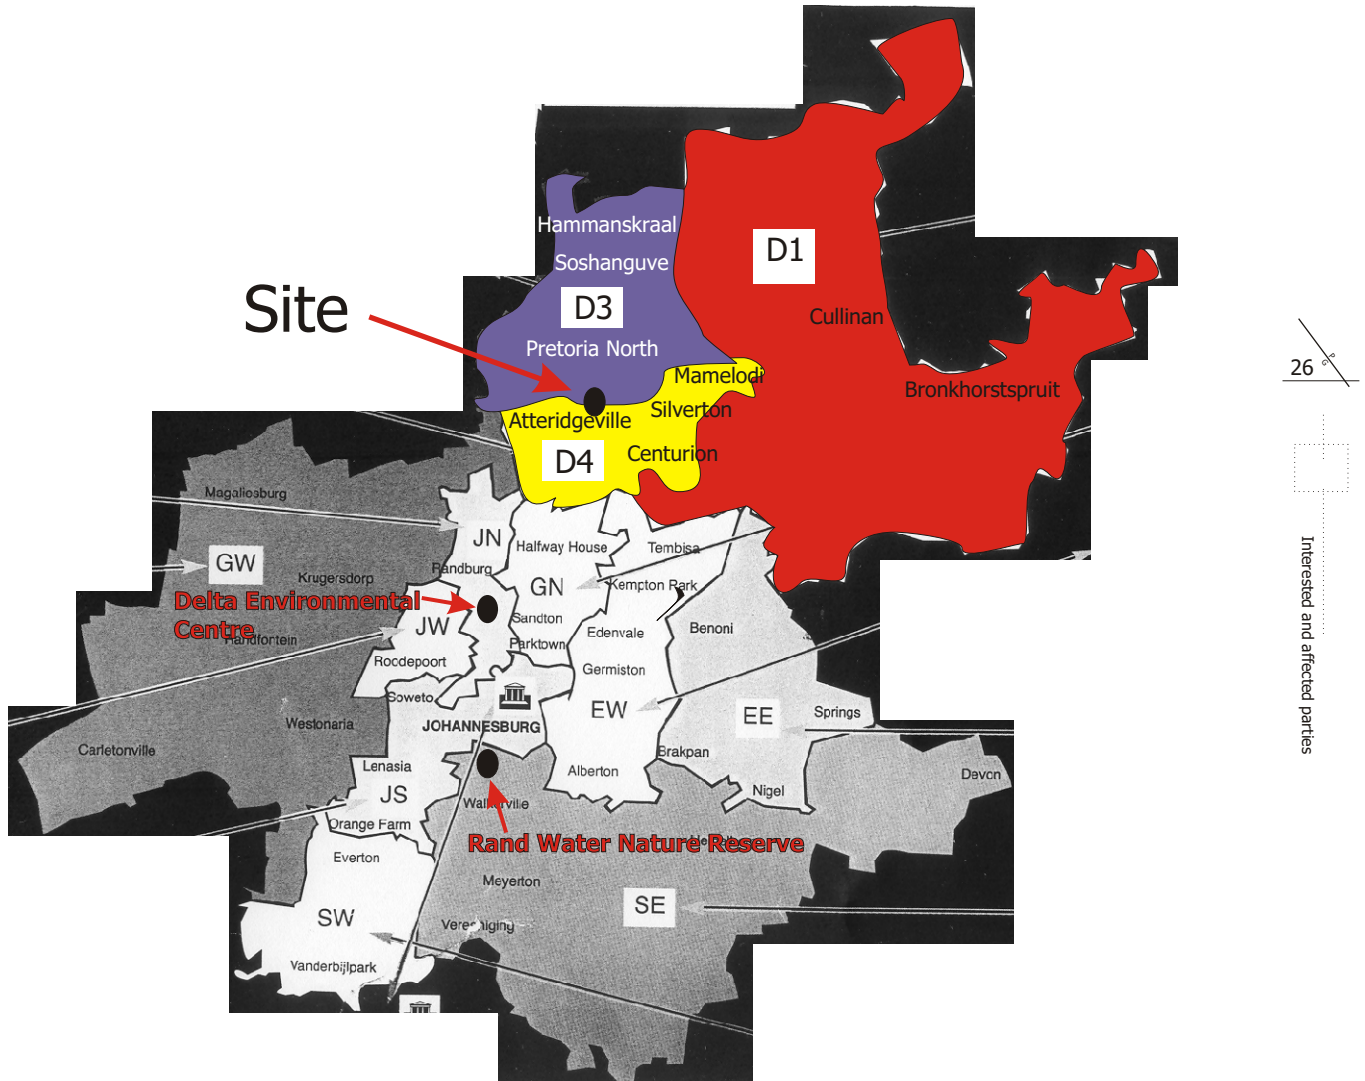 Hammanskraal
Soshanguve
D1
D3
Site
Cullinan
Pretoria North
Mamelodi
Bronkhorstspruit
26
P
G
Silverton
Atteridgeville
Centurion
D4
Magaliesburg
JN
Halfway House
Tembisa
GW
Randburg
Krugersdorp
GN
Kempton Park
Delta Environmental
Centre
Sandton
JW
Edenvale
Benoni
Randfontein
Parktown
Roodepoort
Germiston
Soweto
EW
EE
Springs
Westonaria
JOHANNESBURG
Carletonville
Brakpan
Lenasia
Alberton
Devon
JS
Nigel
Walkerville
Orange Farm
Rand Water Nature Reserve
Everton
Meyerton
SE
SW
Vereeniging
Vanderbijlpark
Interested and affected parties